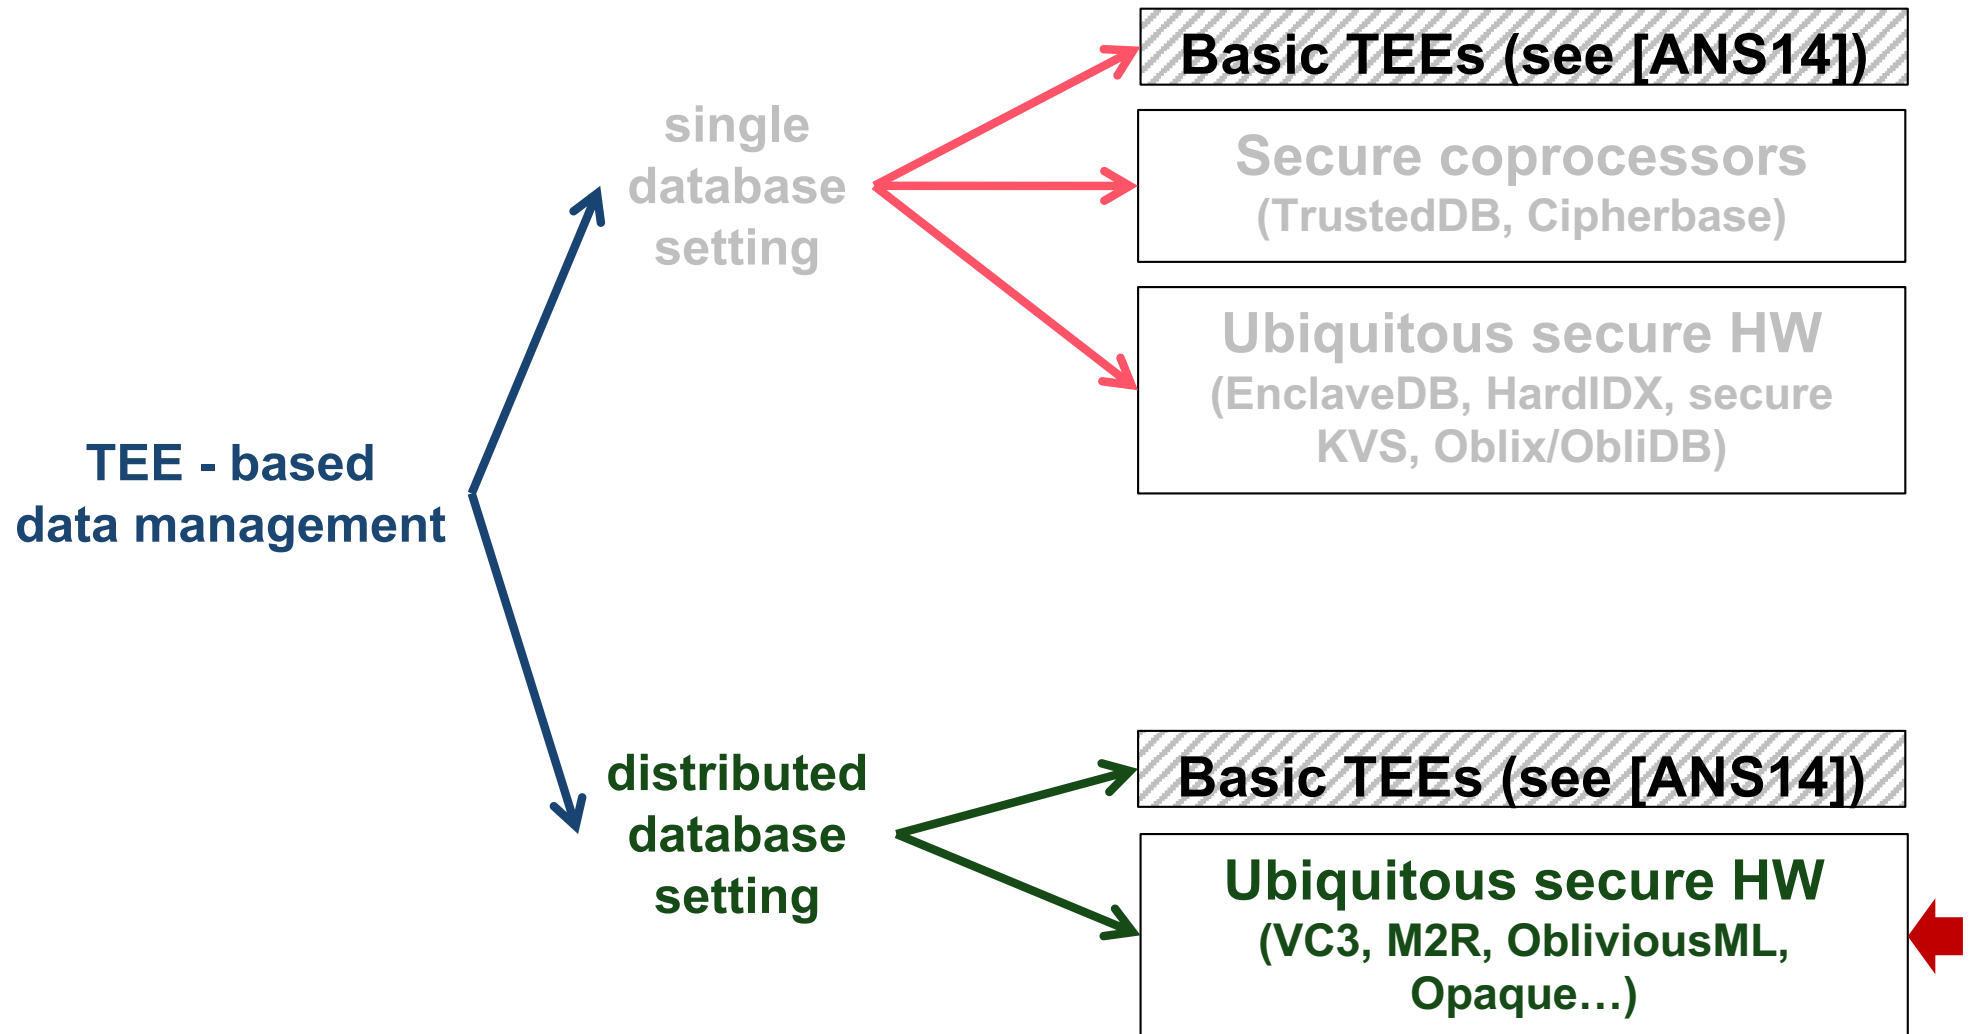 Basic TEEs (see [ANS14])
single
database
setting
Secure coprocessors
(TrustedDB, Cipherbase)
Ubiquitous secure HW
(EnclaveDB, HardIDX, secure
KVS, Oblix/ObliDB)
TEE - based
data management
distributed
database
setting
Basic TEEs (see [ANS14])
Ubiquitous secure HW
(VC3, M2R, ObliviousML,
Opaque…)